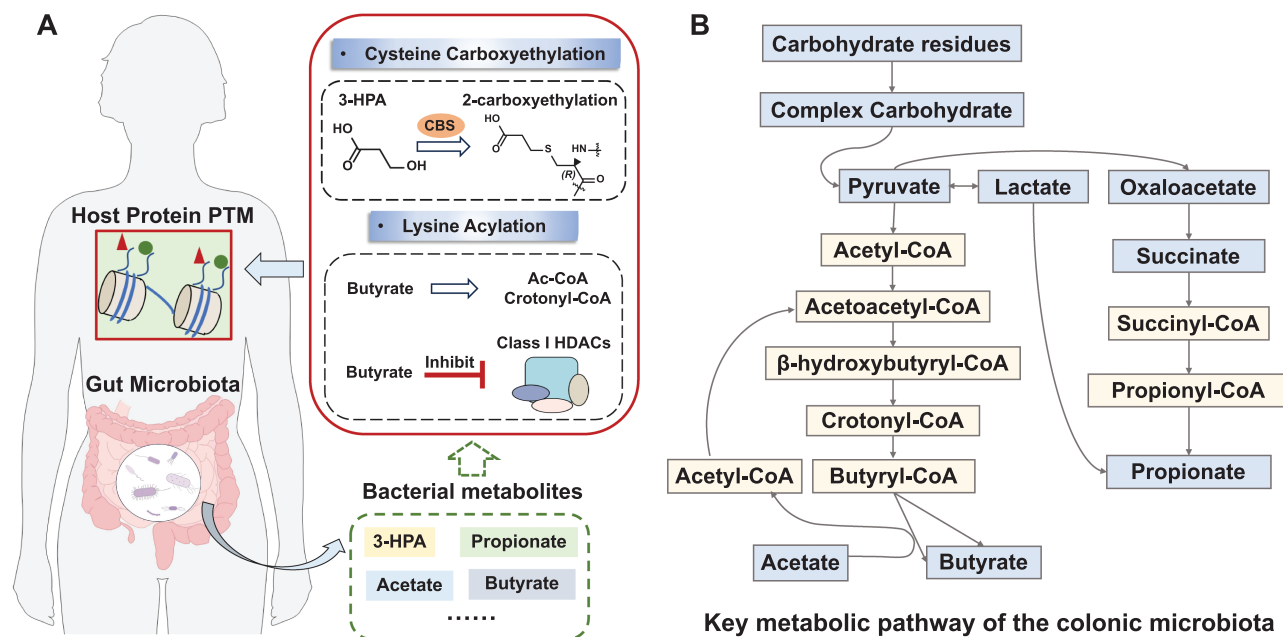 A
• Cysteine Carboxyethylation
3-HPA
2-carboxyethylation
CBS
HO
O
OH
HO
O
S
HN
(R)
O
• Lysine Acylation
Butyrate
Ac-CoA
Crotonyl-CoA
Butyrate
Inhibit
Class I HDACs
Host Protein PTM
Gut Microbiota
Bacterial metabolites
3-HPA
Propionate
Acetate
Butyrate
......
B
Carbohydrate residues
Complex Carbohydrate
Pyruvate
Lactate
Oxaloacetate
Acetyl-CoA
Succinate
Acetoacetyl-CoA
Succinyl-CoA
β-hydroxybutyryl-CoA
Propionyl-CoA
Crotonyl-CoA
Acetyl-CoA
Butyryl-CoA
Propionate
Acetate
Butyrate
Key metabolic pathway of the colonic microbiota